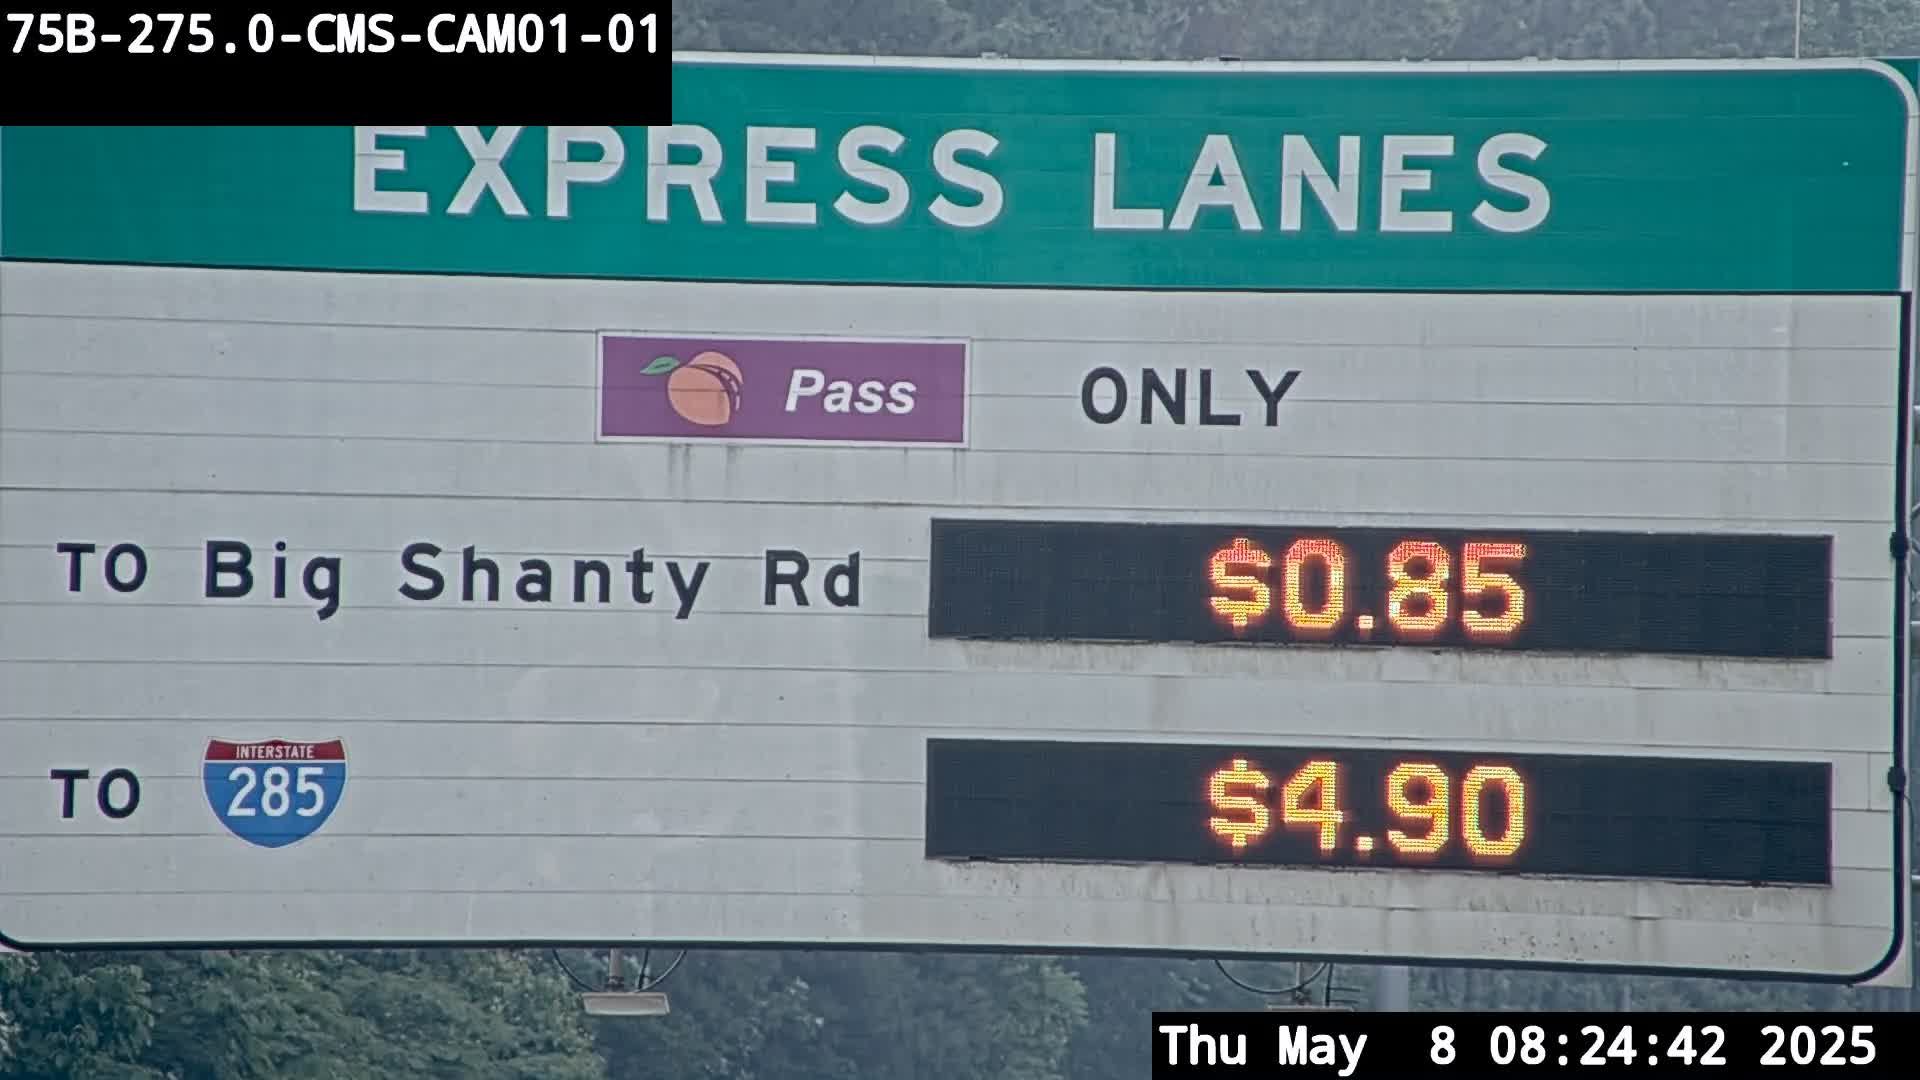 75B-275.0-CMS-CAM01-01
EXPRESS LANES
Pass ONLY
TO Big Shanty Rd $0.85
INTERSTATE
TO 285 $4.90
Thu May 8 08:24:42 2025